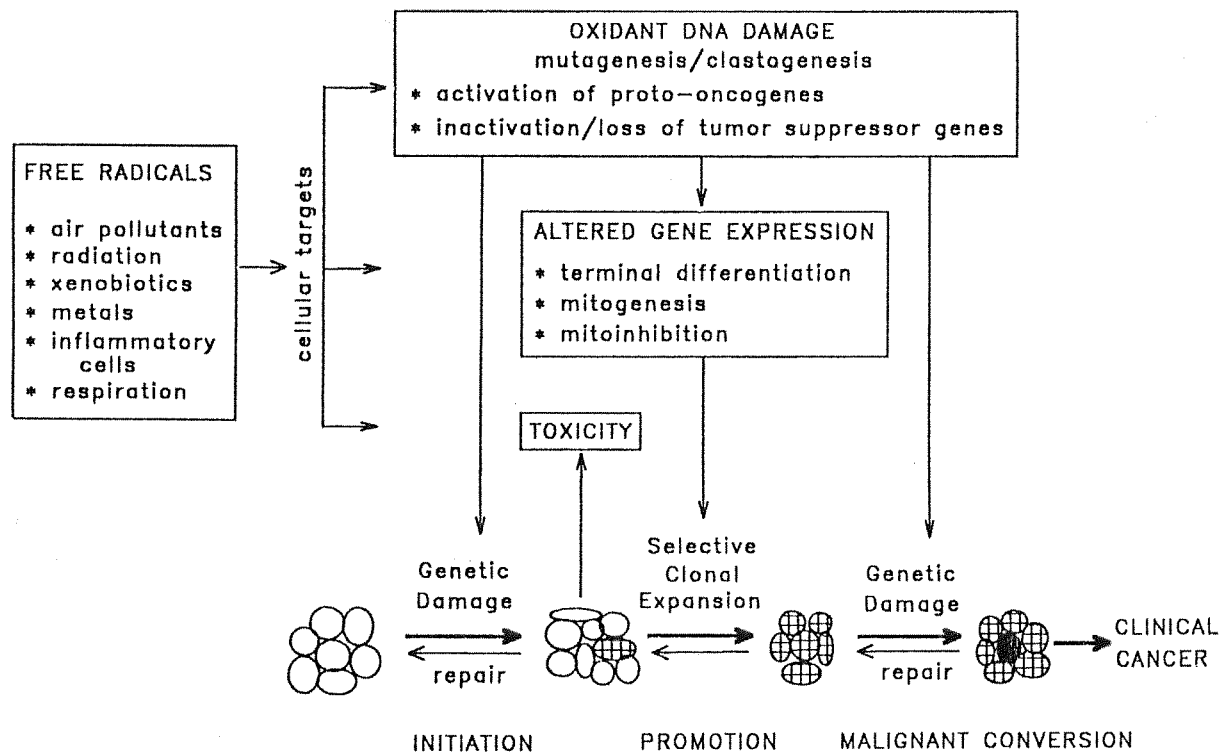 OXIDANT DNA DAMAGE
mutagenesis/clastagenesis
* activation of proto-oncogenes
* inactivation/loss of tumor suppressor genes
FREE RADICALS
* air pollutants
* radiation
* xenobiotics
* metals
* inflammatory
cells
* respiration
cellular targets
ALTERED GENE EXPRESSION
* terminal differentiation
* mitogenesis
* mitoinhibition
TOXICITY
Genetic
Damage
repair
Selective
Clonal
Expansion
Genetic
Damage
repair
CLINICAL
CANCER
INITIATION
PROMOTION
MALIGNANT CONVERSION